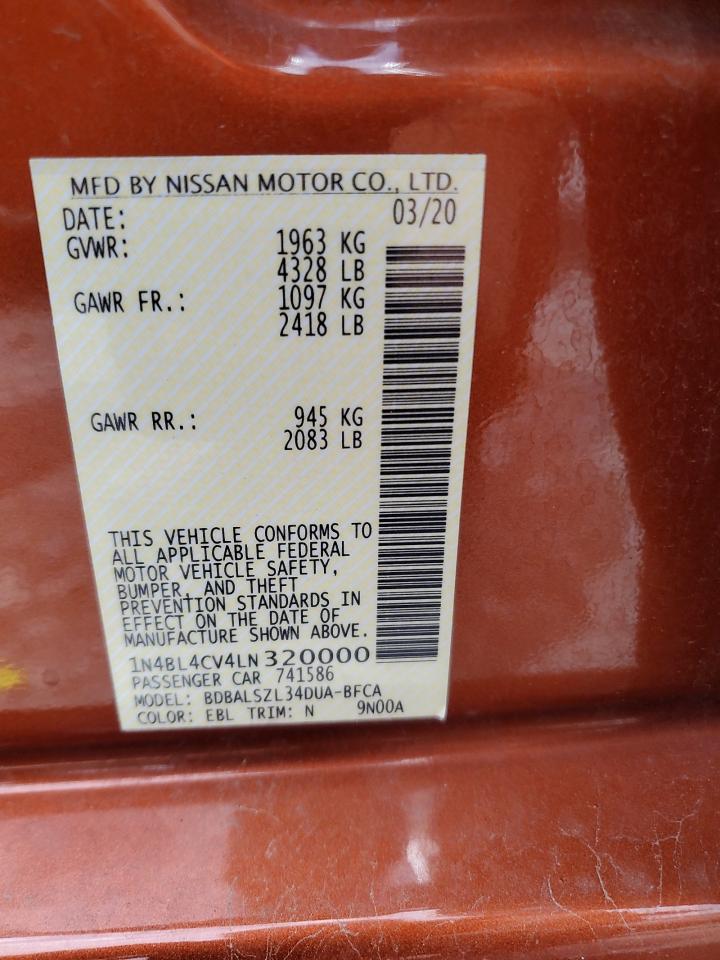 MFD BY NISSAN MOTOR CO., LTD.
DATE: 03/20
GVWR: 1963 KG
4328 LB
GAWR FR.: 1097 KG
2418 LB
GAWR RR.: 945 KG
2083 LB
THIS VEHICLE CONFORMS TO
ALL APPLICABLE FEDERAL
MOTOR VEHICLE SAFETY,
BUMPER, AND THEFT
PREVENTION STANDARDS IN
EFFECT ON THE DATE OF
MANUFACTURE SHOWN ABOVE.
1N4BL4CV4LN320000
PASSENGER CAR 741586
MODEL: BDBALSZL34DUA-BFCA
COLOR: EBL TRIM: N 9N00A